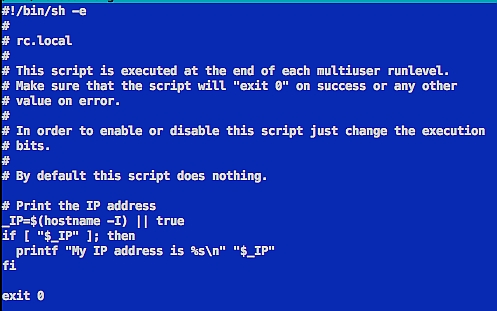 #!/bin/sh -e
#
# rc.local
#
# This script is executed at the end of each multiuser runlevel.
# Make sure that the script will "exit 0" on success or any other
# value on error.
#
# In order to enable or disable this script just change the execution
# bits.
#
# By default this script does nothing.

# Print the IP address
_IP=$(hostname -I) || true
if [ "$_IP" ]; then
  printf "My IP address is %s\n" "$_IP"
fi

exit 0